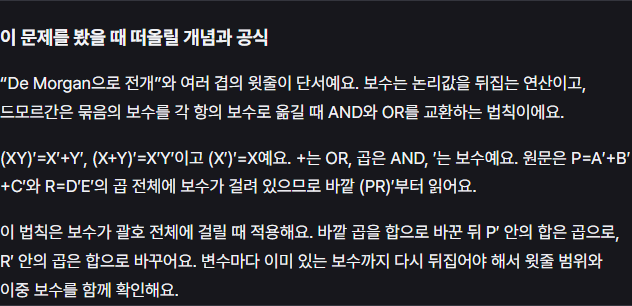 이 문제를 봤을 때 떠올릴 개념과 공식
“De Morgan으로 전개”와 여러 겹의 윗줄이 단서예요. 보수는 논리값을 뒤집는 연산이고,
드모르간은 묶음의 보수를 각 항의 보수로 옮길 때 AND와 OR를 교환하는 법칙이에요.
(XY)′=X′+Y′, (X+Y)′=X′Y′이고 (X′)′=X예요. +는 OR, 곱은 AND, ′는 보수예요. 원문은 P=A′+B′
+C′와 R=D′E′의 곱 전체에 보수가 걸려 있으므로 바깥 (PR)′부터 읽어요.
이 법칙은 보수가 괄호 전체에 걸릴 때 적용해요. 바깥 곱을 합으로 바꾼 뒤 P′ 안의 합은 곱으로,
R′ 안의 곱은 합으로 바꾸어요. 변수마다 이미 있는 보수까지 다시 뒤집어야 해서 윗줄 범위와
이중 보수를 함께 확인해요.